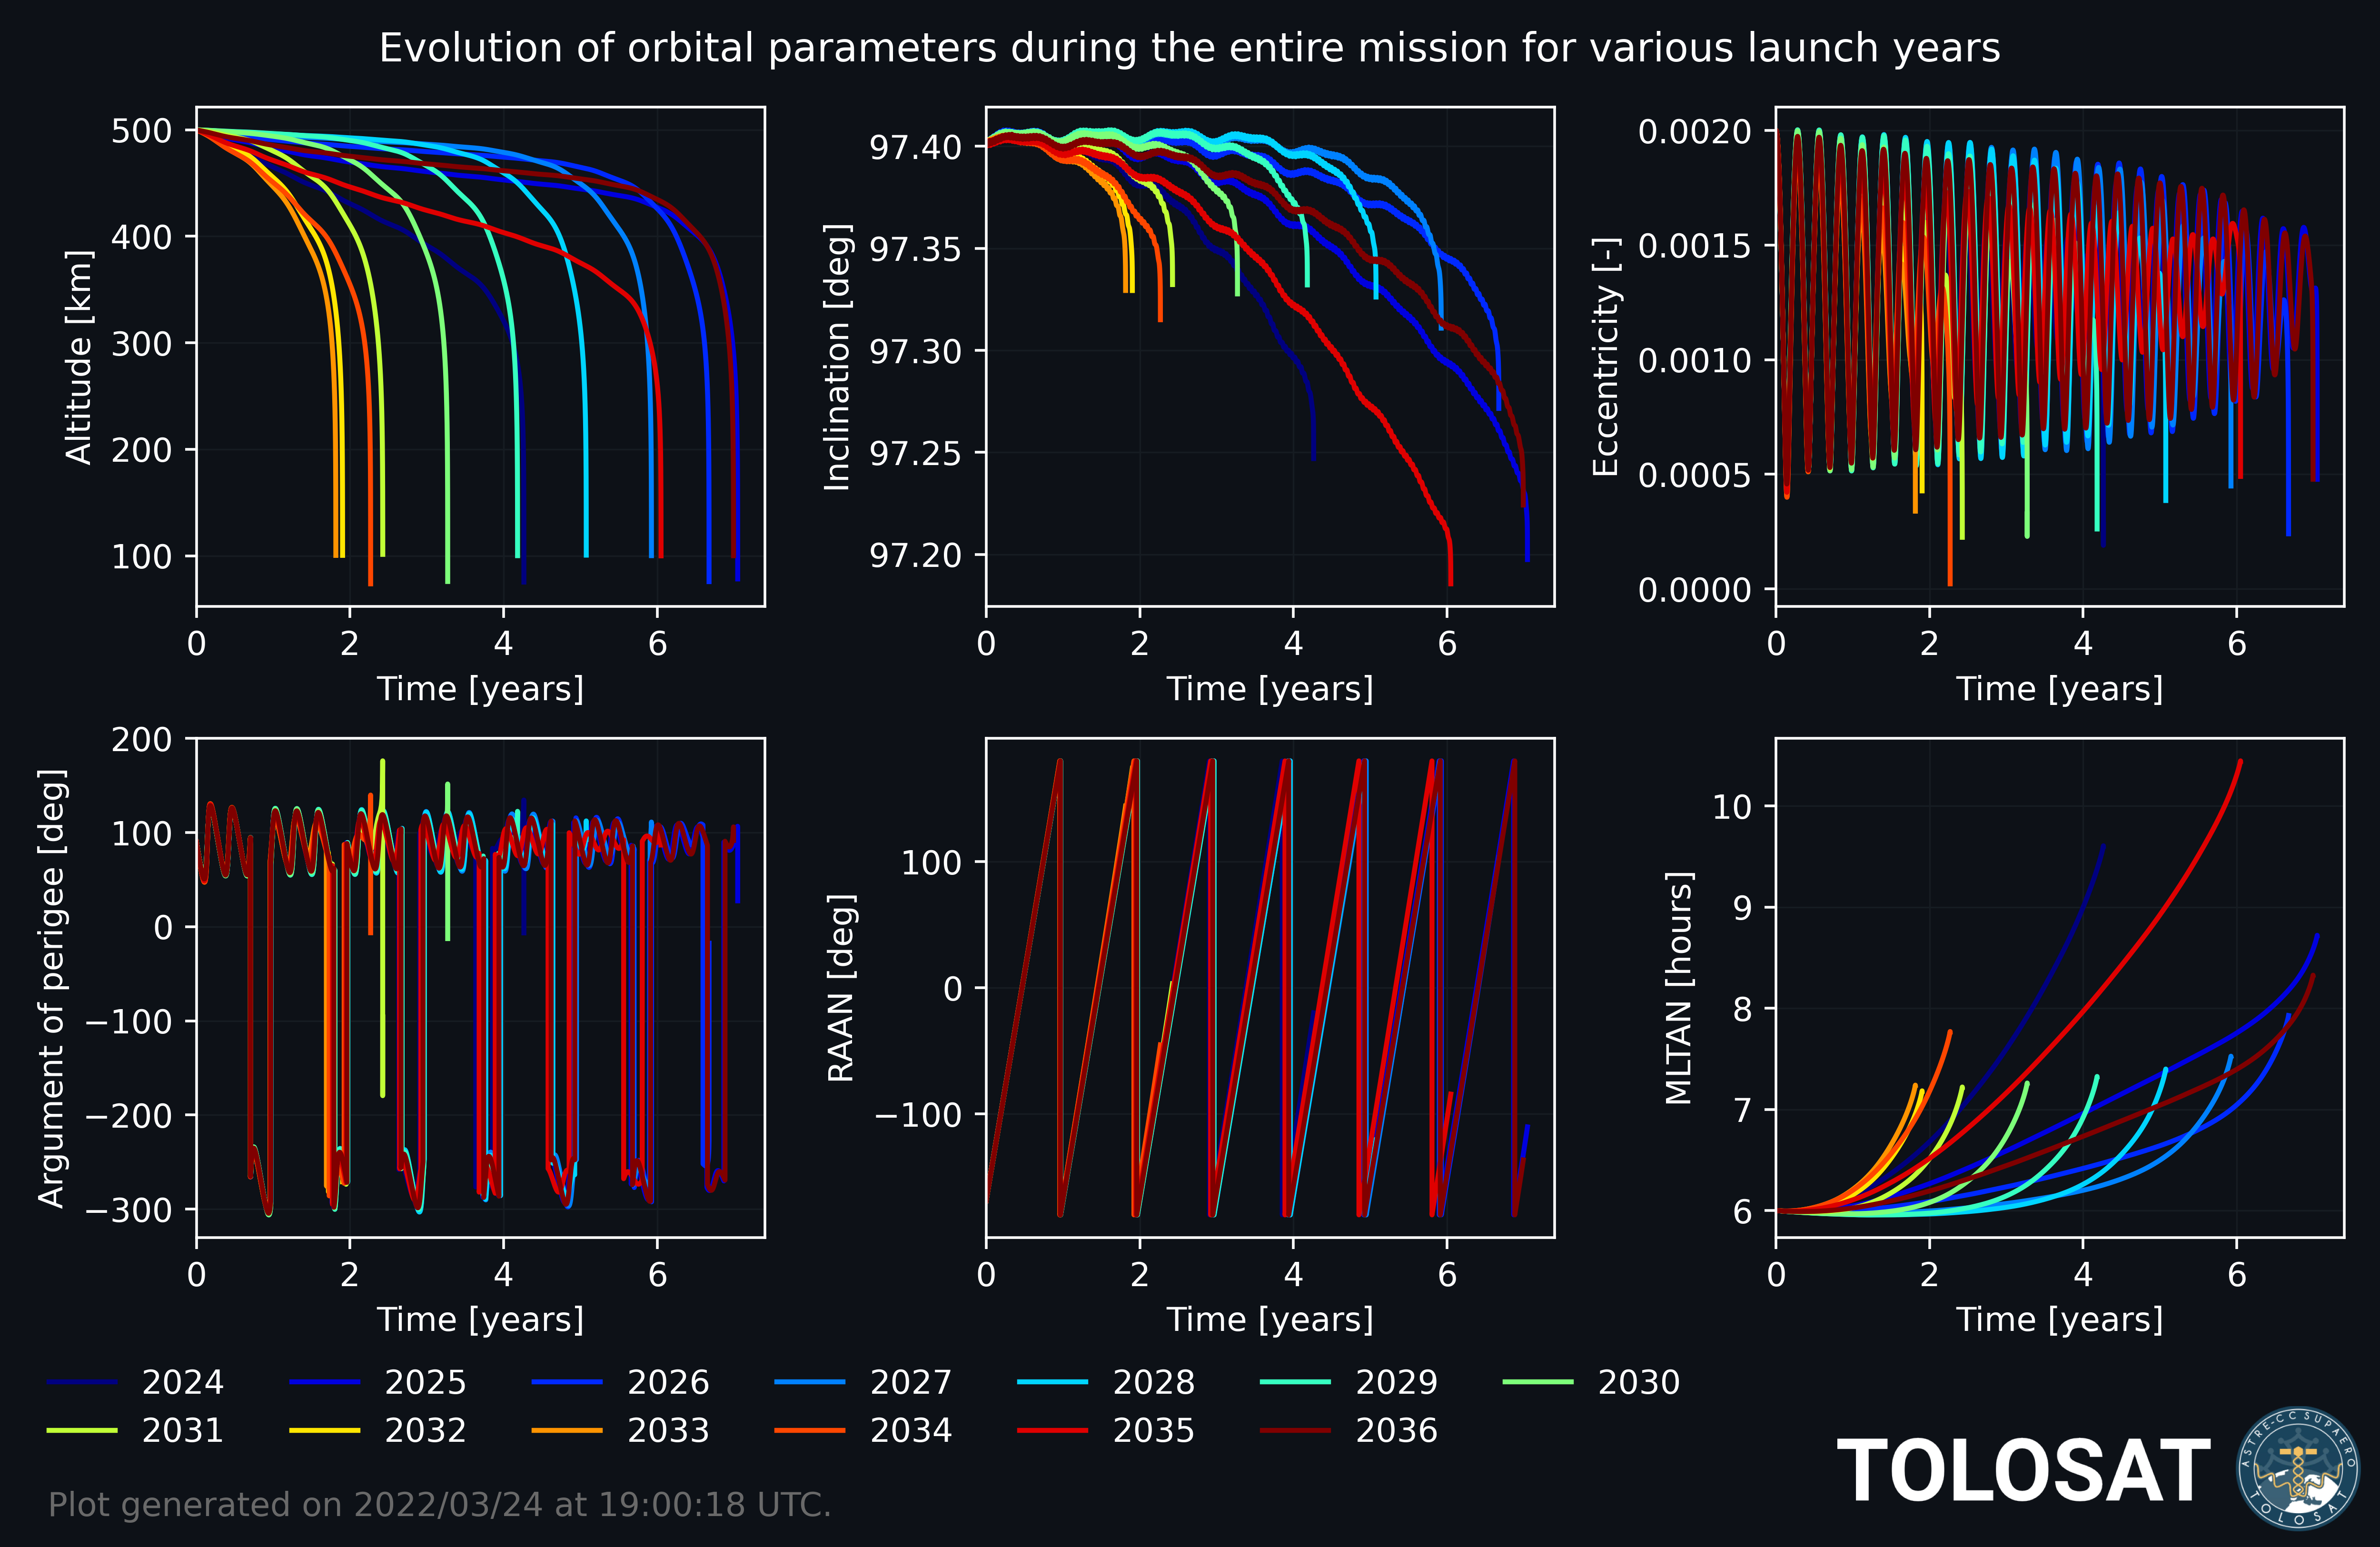 Evolution of orbital parameters during the entire mission for various launch years
500
400
300
200
100
Altitude [km]
0 2 4 6
Time [years]
97.40
97.35
97.30
97.25
97.20
Inclination [deg]
0 2 4 6
Time [years]
0.0020
0.0015
0.0010
0.0005
0.0000
Eccentricity [-]
0 2 4 6
Time [years]
200
100
0
−100
−200
−300
Argument of perigee [deg]
0 2 4 6
Time [years]
100
0
−100
RAAN [deg]
0 2 4 6
Time [years]
10
9
8
7
6
MLTAN [hours]
0 2 4 6
Time [years]
2024 2025 2026 2027 2028 2029 2030
2031 2032 2033 2034 2035 2036
TOLOSAT
ASTRE-CC SUPAERO
TOLOSAT
Plot generated on 2022/03/24 at 19:00:18 UTC.